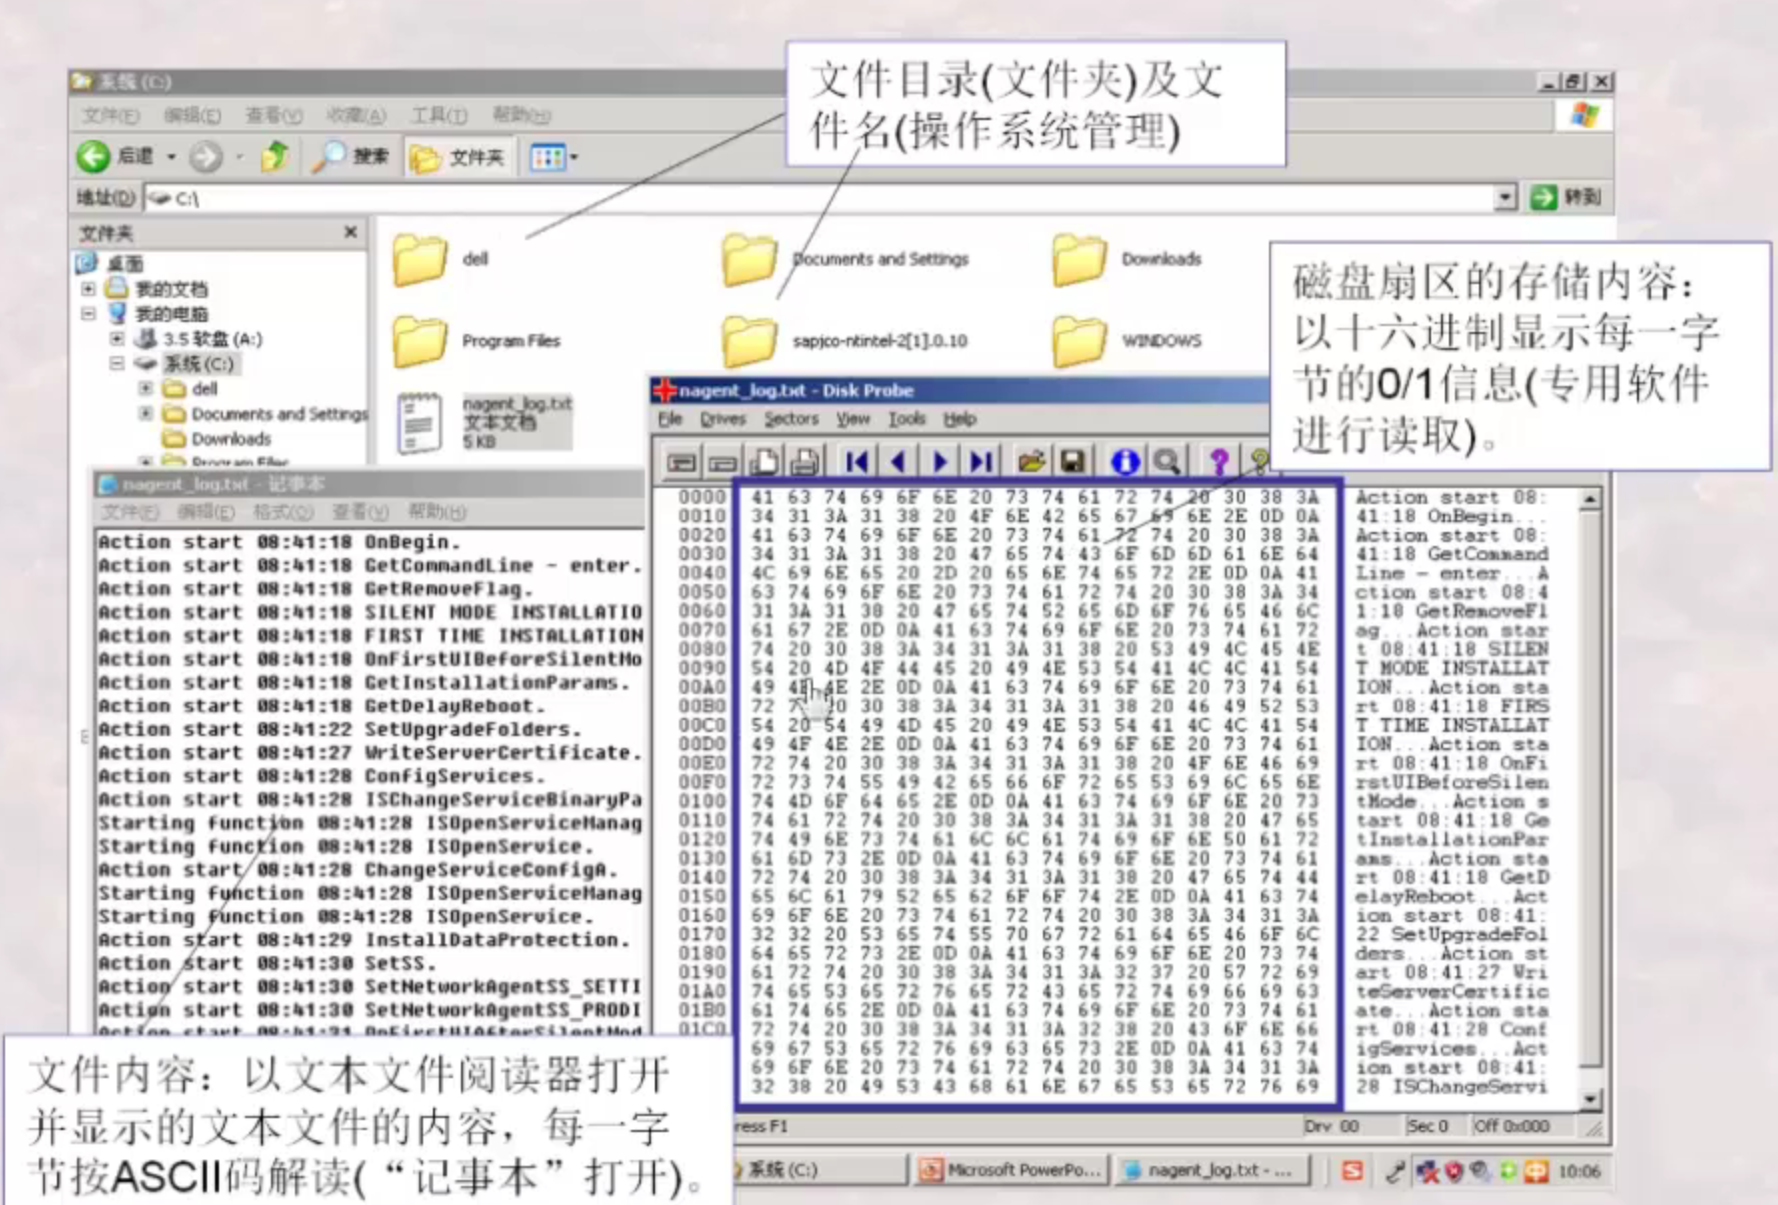 系统 (C:)
文件(F) 编辑(E) 查看(V) 收藏(A) 工具(T) 帮助(H)
后退 搜索 文件夹
地址(D) C:\ 转到
文件目录(文件夹)及文
件名(操作系统管理)
文件夹
桌面
我的文档
我的电脑
3.5 软盘 (A:)
系统 (C:)
dell
Documents and Settings
Downloads
Program Files
dell Documents and Settings Downloads
Program Files sapjco-ntintel-2[1].0.10 WINDOWS
nagent_log.txt
文本文档
5 KB
磁盘扇区的存储内容：
以十六进制显示每一字
节的0/1信息(专用软件
进行读取)。
nagent_log.txt - 记事本
文件(F) 编辑(E) 格式(O) 查看(V) 帮助(H)
Action start 08:41:18 OnBegin.
Action start 08:41:18 GetCommandLine - enter.
Action start 08:41:18 GetRemoveFlag.
Action start 08:41:18 SILENT MODE INSTALLATIO
Action start 08:41:18 FIRST TIME INSTALLATION
Action start 08:41:18 OnFirstUIBeforeSilentMo
Action start 08:41:18 GetInstallationParams.
Action start 08:41:18 GetDelayReboot.
Action start 08:41:22 SetUpgradeFolders.
Action start 08:41:27 WriteServerCertificate.
Action start 08:41:28 ConfigServices.
Action start 08:41:28 ISChangeServiceBinaryPa
Starting function 08:41:28 ISOpenServiceManag
Starting function 08:41:28 ISOpenService.
Action start 08:41:28 ChangeServiceConfigA.
Starting function 08:41:28 ISOpenServiceManag
Starting function 08:41:28 ISOpenService.
Action start 08:41:29 InstallDataProtection.
Action start 08:41:30 SetSS.
Action start 08:41:30 SetNetworkAgentSS_SETTI
Action start 08:41:30 SetNetworkAgentSS_PRODI
Action start 08:41:31 OnFirstUIAfterSilentMod
文件内容：以文本文件阅读器打开
并显示的文本文件的内容，每一字
节按ASCII码解读(“记事本”打开)。
nagent_log.txt - Disk Probe
File Drives Sectors View Tools Help
0000 41 63 74 69 6F 6E 20 73 74 61 72 74 20 30 38 3A Action start 08:
0010 34 31 3A 31 38 20 4F 6E 42 65 67 69 6E 2E 0D 0A 41:18 OnBegin...
0020 41 63 74 69 6F 6E 20 73 74 61 72 74 20 30 38 3A Action start 08:
0030 34 31 3A 31 38 20 47 65 74 43 6F 6D 6D 61 6E 64 41:18 GetCommand
0040 4C 69 6E 65 20 2D 20 65 6E 74 65 72 2E 0D 0A 41 Line - enter...A
0050 63 74 69 6F 6E 20 73 74 61 72 74 20 30 38 3A 34 ction start 08:4
0060 31 3A 31 38 20 47 65 74 52 65 6D 6F 76 65 46 6C 1:18 GetRemoveFl
0070 61 67 2E 0D 0A 41 63 74 69 6F 6E 20 73 74 61 72 ag...Action star
0080 74 20 30 38 3A 34 31 3A 31 38 20 53 49 4C 45 4E t 08:41:18 SILEN
0090 54 20 4D 4F 44 45 20 49 4E 53 54 41 4C 4C 41 54 T MODE INSTALLAT
00A0 49 4F 4E 2E 0D 0A 41 63 74 69 6F 6E 20 73 74 61 ION...Action sta
00B0 72 20 30 38 3A 34 31 3A 31 38 20 46 49 52 53 rt 08:41:18 FIRS
00C0 54 20 54 49 4D 45 20 49 4E 53 54 41 4C 4C 41 54 T TIME INSTALLAT
00D0 49 4F 4E 2E 0D 0A 41 63 74 69 6F 6E 20 73 74 61 ION...Action sta
00E0 72 74 20 30 38 3A 34 31 3A 31 38 20 4F 6E 46 69 rt 08:41:18 OnFi
00F0 72 73 74 55 49 42 65 66 6F 72 65 53 69 6C 65 6E rstUIBeforeSilen
0100 74 4D 6F 64 65 2E 0D 0A 41 63 74 69 6F 6E 20 73 tMode...Action s
0110 74 61 72 74 20 30 38 3A 34 31 3A 31 38 20 47 65 tart 08:41:18 Ge
0120 74 49 6E 73 74 61 6C 6C 61 74 69 6F 6E 50 61 72 tInstallationPar
0130 61 6D 73 2E 0D 0A 41 63 74 69 6F 6E 20 73 74 61 ams...Action sta
0140 72 74 20 30 38 3A 34 31 3A 31 38 20 47 65 74 44 rt 08:41:18 GetD
0150 65 6C 61 79 52 65 62 6F 6F 74 2E 0D 0A 41 63 74 elayReboot...Act
0160 69 6F 6E 20 73 74 61 72 74 20 30 38 3A 34 31 3A ion start 08:41:
0170 32 32 20 53 65 74 55 70 67 72 61 64 65 46 6F 6C 22 SetUpgradeFol
0180 64 65 72 73 2E 0D 0A 41 63 74 69 6F 6E 20 73 74 ders...Action st
0190 61 72 74 20 30 38 3A 34 31 3A 32 37 20 57 72 69 art 08:41:27 Wri
01A0 74 65 53 65 72 76 65 72 43 65 72 74 69 66 69 63 teServerCertific
01B0 61 74 65 2E 0D 0A 41 63 74 69 6F 6E 20 73 74 61 ate...Action sta
01C0 72 74 20 30 38 3A 34 31 3A 32 38 20 43 6F 6E 66 rt 08:41:28 Conf
69 67 53 65 72 76 69 63 65 73 2E 0D 0A 41 63 74 igServices...Act
69 6F 6E 20 73 74 61 72 74 20 30 38 3A 34 31 3A ion start 08:41:
32 38 20 49 53 43 68 61 6E 67 65 53 65 72 76 69 28 ISChangeServi
ress F1 Drv 00 Sec 0 Off 0x000
系统 (C:) Microsoft PowerPo... nagent_log.txt - ... 10:06